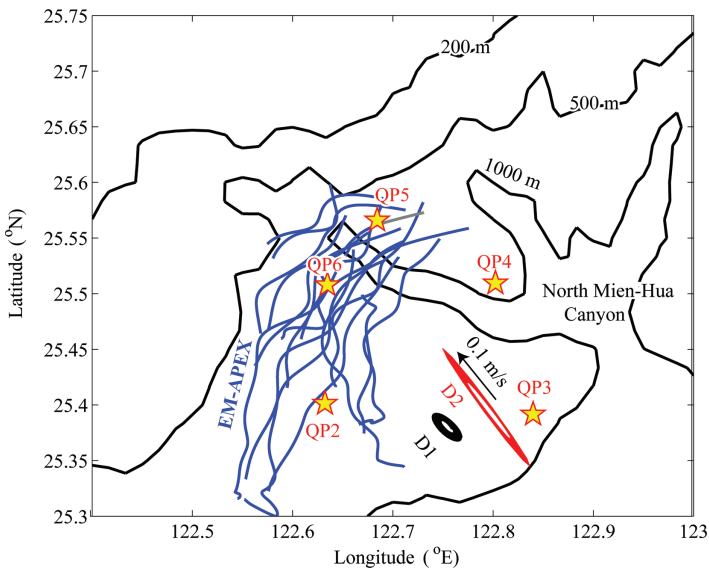 25.75
25.7
25.65
25.6
25.55
25.5
25.45
25.4
25.35
25.3
Latitude (°N)
200 m
500 m
1000 m
QP5
QP6
QP4
North Mien-Hua
Canyon
EM-APEX
0.1 m/s
D2
QP3
QP2
D1
122.5
122.6
122.7
122.8
122.9
123
Longitude (°E)